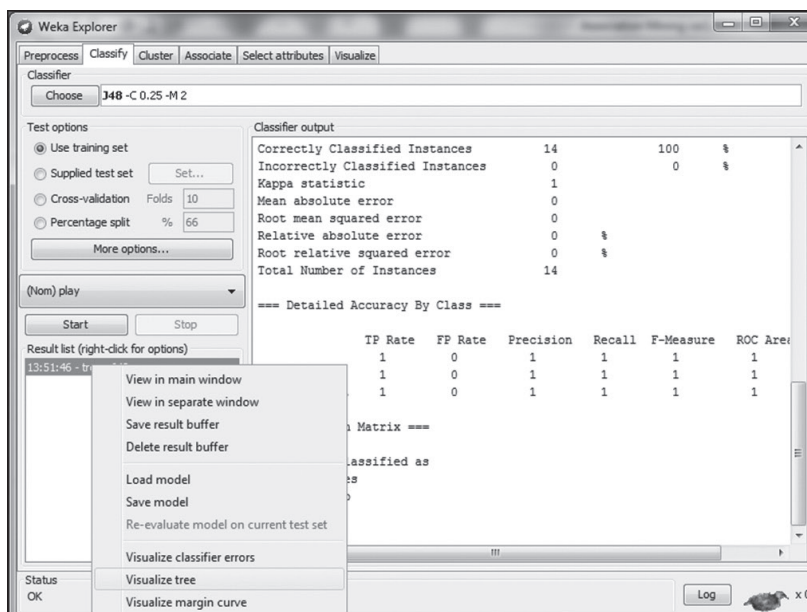 Weka Explorer
Preprocess Classify Cluster Associate Select attributes Visualize
Classifier
Choose J48 -C 0.25 -M 2
Test options
Use training set
Supplied test set Set...
Cross-validation Folds 10
Percentage split % 66
More options...
(Nom) play
Start Stop
Result list (right-click for options)
13:51:46 -
Classifier output
Correctly Classified Instances 14 100 %
Incorrectly Classified Instances 0 0 %
Kappa statistic 1
Mean absolute error 0
Root mean squared error 0
Relative absolute error 0 %
Root relative squared error 0 %
Total Number of Instances 14
=== Detailed Accuracy By Class ===
TP Rate FP Rate Precision Recall F-Measure ROC Area
1 0 1 1 1 1
1 0 1 1 1 1
1 0 1 1 1 1
Matrix ===
as
View in main window
View in separate window
Save result buffer
Delete result buffer
Load model
Save model
Re-evaluate model on current test set
Visualize classifier errors
Visualize tree
Visualize margin curve
Status
OK
Log